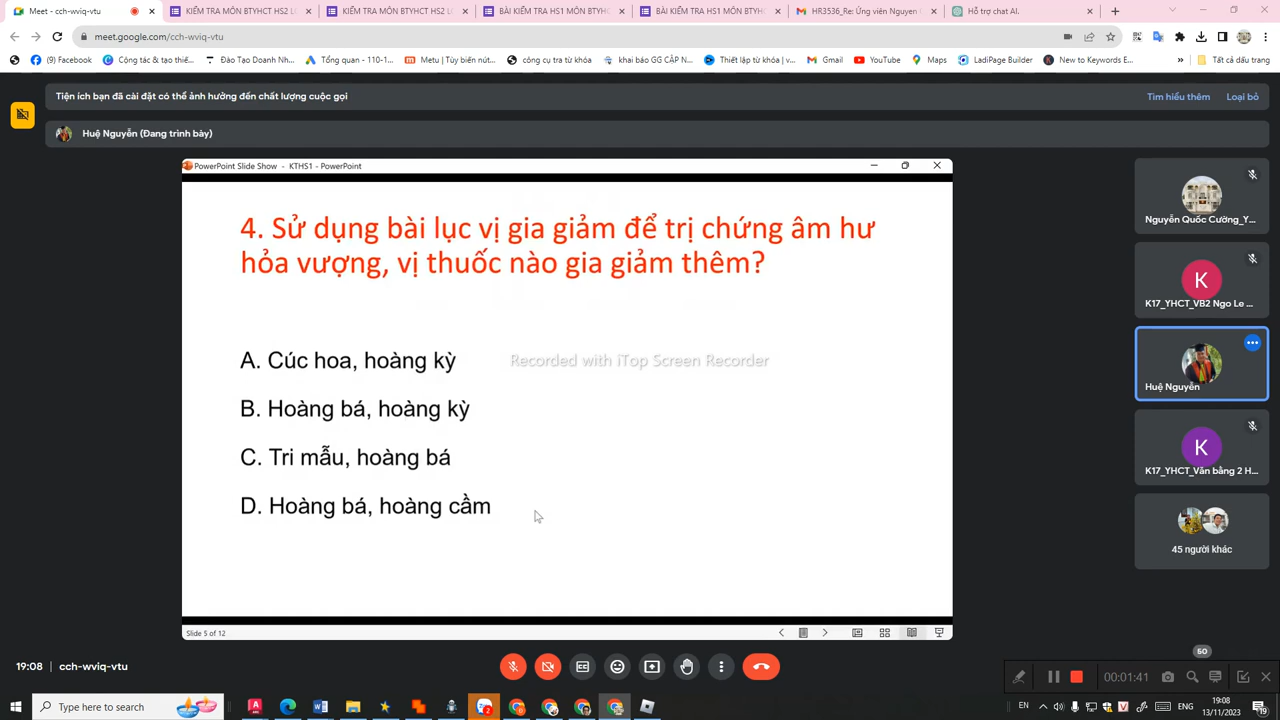 Meet - cch-wviq-vtu
KIỂM TRA MÔN BTYHCT HS2 L
KIỂM TRA MÔN BTYHCT HS2 L
BÀI KIỂM TRA HS1 MÔN BTYHC
BÀI KIỂM TRA HS1 MÔN BTYHC
HR3536_Re: Ứng viên Nguyen
Hỗ trợ chat AI.
meet.google.com/cch-wviq-vtu
(9) Facebook
Công tác & tạo thiê...
Đào Tạo Doanh Nh...
Tổng quan - 110-1...
Metu | Tùy biến nút...
công cụ tra từ khóa
khai báo GG CẬP N...
Thiết lập từ khóa | v...
Gmail
YouTube
Maps
LadiPage Builder
New to Keywords E...
»
Tất cả dấu trang
Tiện ích bạn đã cài đặt có thể ảnh hưởng đến chất lượng cuộc gọi
Tìm hiểu thêm
Loại bỏ
Huệ Nguyễn (Đang trình bày)
PowerPoint Slide Show - KTHS1 - PowerPoint
4. Sử dụng bài lục vị gia giảm để trị chứng âm hư
hỏa vượng, vị thuốc nào gia giảm thêm?
A. Cúc hoa, hoàng kỳ
B. Hoàng bá, hoàng kỳ
C. Tri mẫu, hoàng bá
D. Hoàng bá, hoàng cầm
Recorded with iTop Screen Recorder
Slide 5 of 12
Nguyễn Quốc Cường_Y...
K
K17_YHCT_VB2 Ngo Le ...
Huệ Nguyễn
K
K17_YHCT_Văn bằng 2 H...
45 người khác
19:08
cch-wviq-vtu
50
00:01:41
Type here to search
EN
19:08
13/11/2023